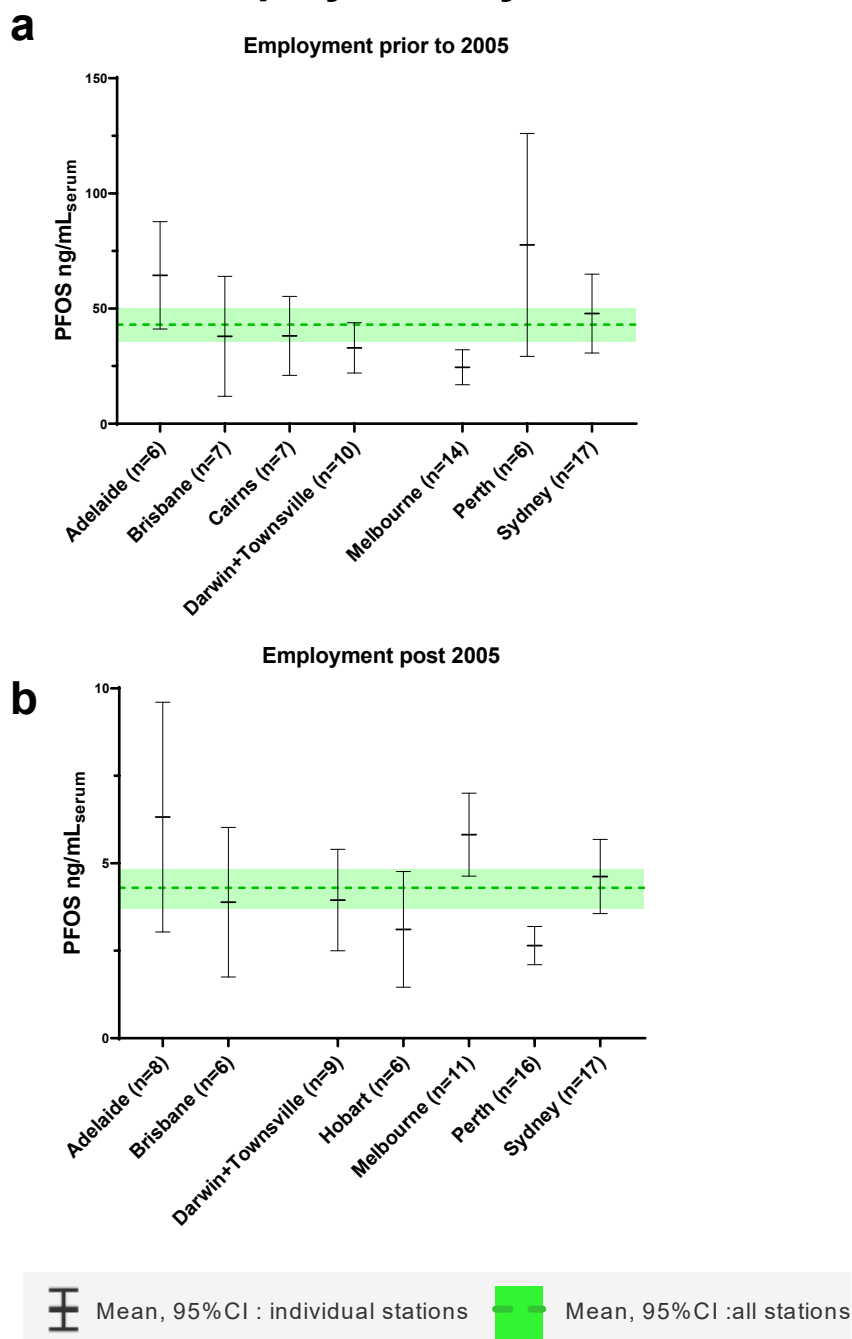 a
Employment prior to 2005
PFOS ng/mLserum
150
100
50
0
Adelaide (n=6)
Brisbane (n=7)
Cairns (n=7)
Darwin+Townsville (n=10)
Melbourne (n=14)
Perth (n=6)
Sydney (n=17)
b
Employment post 2005
PFOS ng/mLserum
10
5
0
Adelaide (n=8)
Brisbane (n=6)
Darwin+Townsville (n=9)
Hobart (n=6)
Melbourne (n=11)
Perth (n=16)
Sydney (n=17)
Mean, 95%CI : individual stations
Mean, 95%CI :all stations